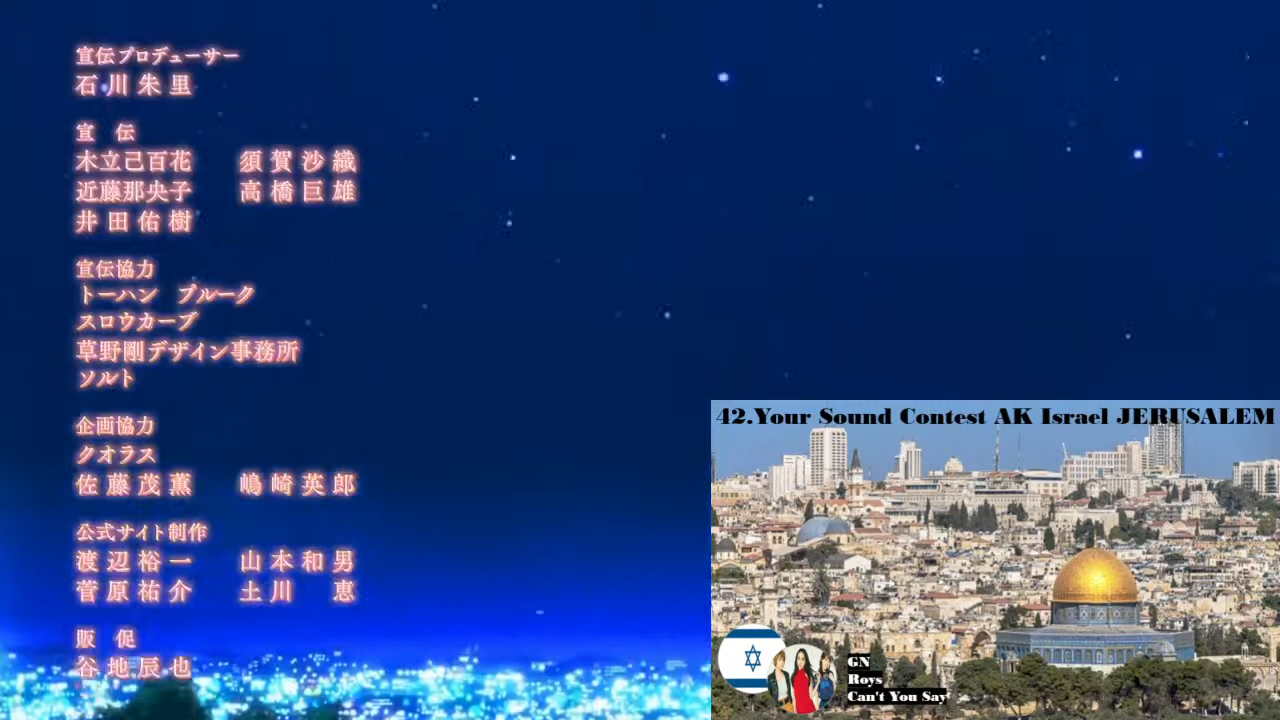 宣伝プロデューサー
石川朱里
宣 伝
木立己百花 須賀沙織
近藤那央子 高橋巨雄
井田佑樹
宣伝協力
トーハン ブルーク
スロウカーブ
草野剛デザイン事務所
ソルト
企画協力
クオラス
佐藤茂薫 嶋崎英郎
公式サイト制作
渡辺裕一 山本和男
菅原祐介 土川 恵
販 促
谷地辰也
42.Your Sound Contest AK Israel JERUSALEM
GN
Roys
Can't You Say